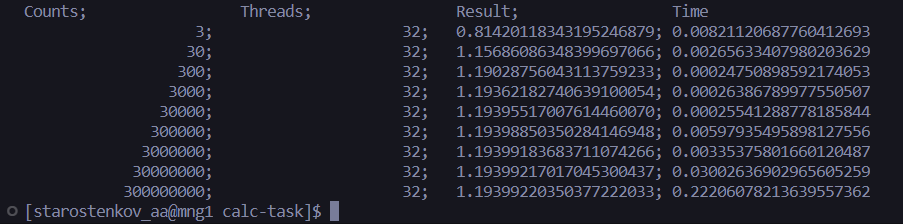 Counts; Threads; Result; Time
3; 32; 0.81420118343195246879; 0.00821120687760412693
30; 32; 1.15686086348399697066; 0.00265633407980203629
300; 32; 1.19028756043113759233; 0.00024750898592174053
3000; 32; 1.19362182740639100054; 0.00026386789977550507
30000; 32; 1.19395517007614460070; 0.00025541288778185844
300000; 32; 1.19398850350284146948; 0.00597935495898127556
3000000; 32; 1.19399183683711074266; 0.00335375801660120487
30000000; 32; 1.19399217017045300437; 0.03002636902965605259
300000000; 32; 1.19399220350377222033; 0.22206078213639557362
[starostenkov_aa@mng1 calc-task]$